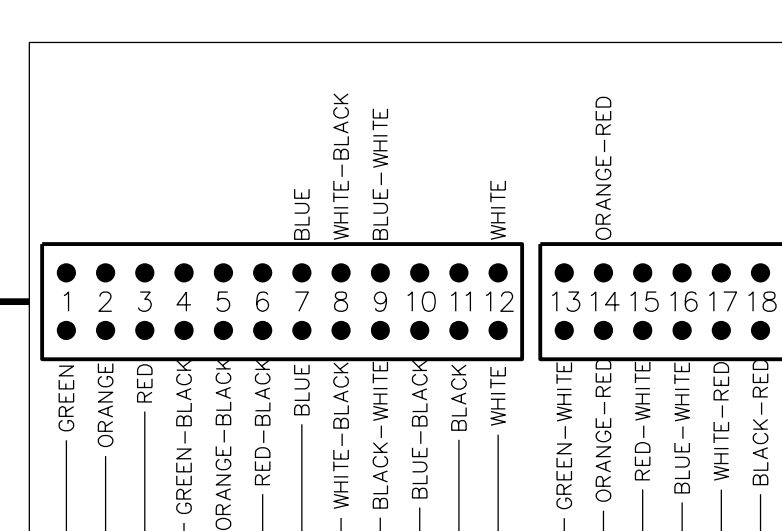 BLUE
WHITE-BLACK
BLUE-WHITE
WHITE
ORANGE-RED
1 2 3 4 5 6 7 8 9 10 11 12
13 14 15 16 17 18
GREEN
ORANGE
RED
GREEN-BLACK
ORANGE-BLACK
RED-BLACK
BLUE
WHITE-BLACK
BLACK-WHITE
BLUE-BLACK
BLACK
WHITE
GREEN-WHITE
ORANGE-RED
RED-WHITE
BLUE-WHITE
WHITE-RED
BLACK-RED